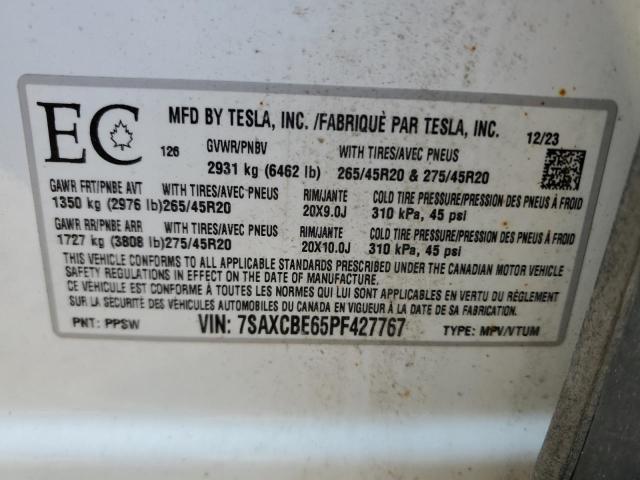 EC
MFD BY TESLA, INC. /FABRIQUÈ PAR TESLA, INC. 12/23
126 GVWR/PNBV WITH TIRES/AVEC PNEUS
2931 kg (6462 lb) 265/45R20 & 275/45R20
GAWR FRT/PNBE AVT WITH TIRES/AVEC PNEUS RIM/JANTE COLD TIRE PRESSURE/PRESSION DES PNEUS À FROID
1350 kg (2976 lb)265/45R20 20X9.0J 310 kPa, 45 psi
GAWR RR/PNBE ARR WITH TIRES/AVEC PNEUS RIM/JANTE COLD TIRE PRESSURE/PRESSION DES PNEUS À FROID
1727 kg (3808 lb)275/45R20 20X10.0J 310 kPa, 45 psi
THIS VEHICLE CONFORMS TO ALL APPLICABLE STANDARDS PRESCRIBED UNDER THE CANADIAN MOTOR VEHICLE
SAFETY REGULATIONS IN EFFECT ON THE DATE OF MANUFACTURE.
CE VÉHICULE EST CONFORME À TOUTES LES NORMES QUI LUI SONT APPLICABLES EN VERTU DU RÈGLEMENT
SUR LA SÉCURITÉ DES VÉHICULES AUTOMOBILES DU CANADA EN VIGUEUR À LA DATE DE SA FABRICATION.
PNT: PPSW VIN: 7SAXCBE65PF427767 TYPE: MPV/VTUM